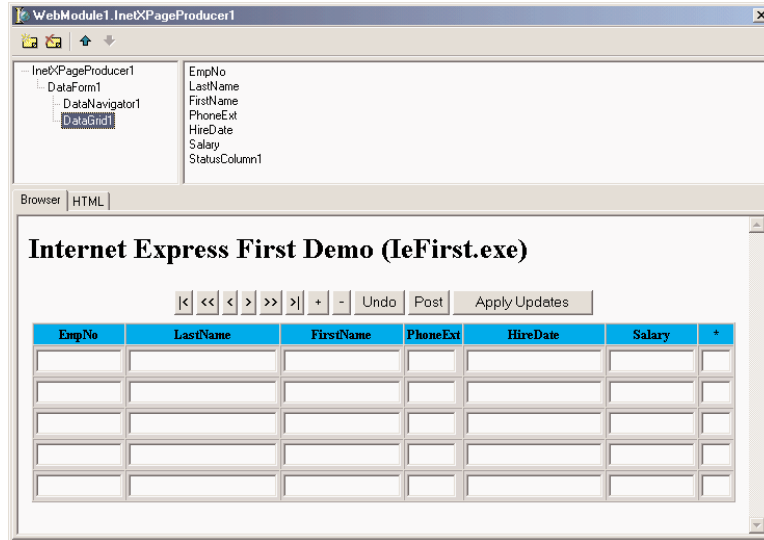 WebModule1.InetXPageProducer1
InetXPageProducer1
DataForm1
DataNavigator1
DataGrid1
EmpNo
LastName
FirstName
PhoneExt
HireDate
Salary
StatusColumn1
Browser HTML
Internet Express First Demo (IeFirst.exe)
|< << < > >> >| + - Undo Post Apply Updates
EmpNo LastName FirstName PhoneExt HireDate Salary *